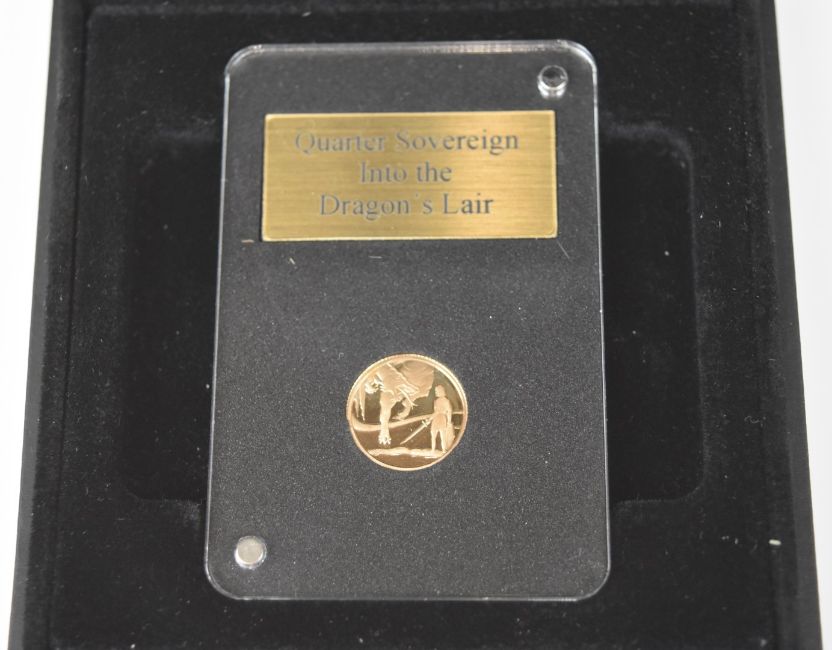 Quarter Sovereign
Into the
Dragon's Lair